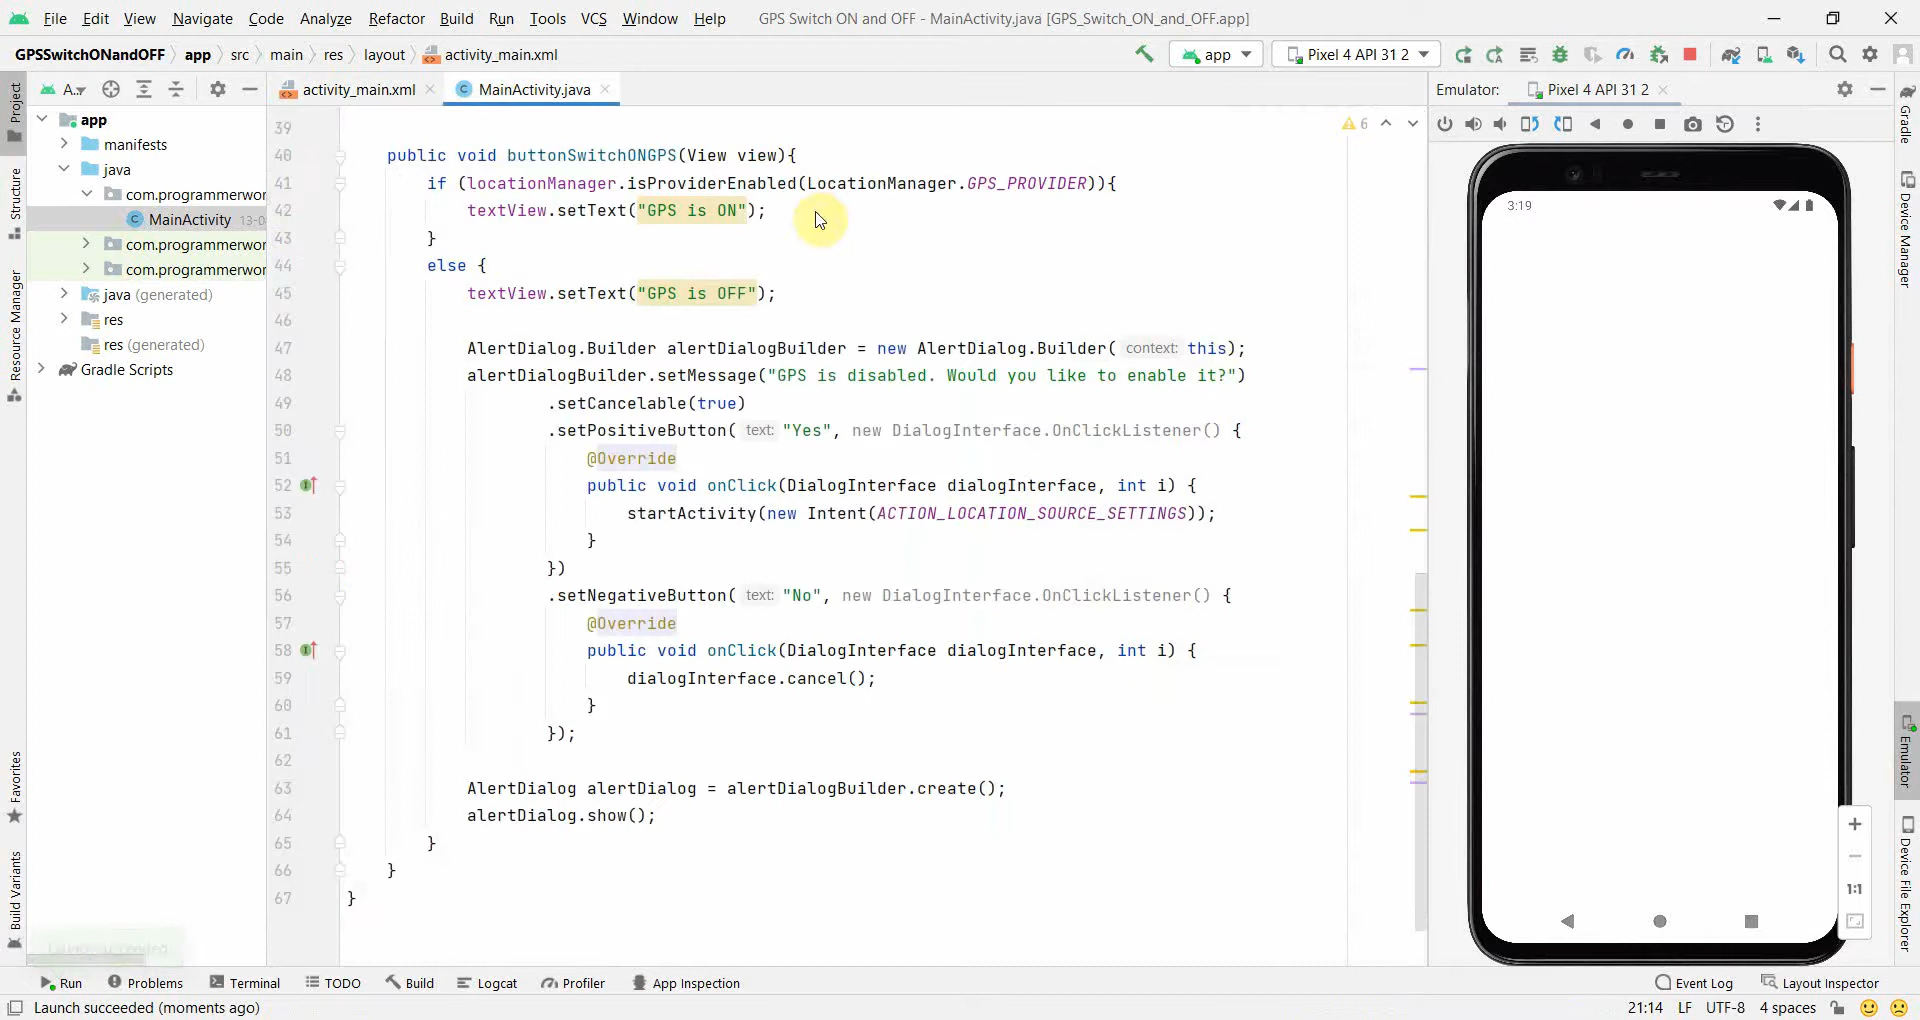 File Edit View Navigate Code Analyze Refactor Build Run Tools VCS Window Help GPS Switch ON and OFF - MainActivity.java [GPS_Switch_ON_and_OFF.app]
GPSSwitchONandOFF app src main res layout activity_main.xml app Pixel 4 API 31 2
A.. activity_main.xml MainActivity.java Emulator: Pixel 4 API 31 2
Project
Structure
Resource Manager
Favorites
Build Variants
app
manifests
java
com.programmerwor
MainActivity 13-0
com.programmerwor
com.programmerwor
java (generated)
res
res (generated)
Gradle Scripts
6
39
40 public void buttonSwitchONGPS(View view){
41 if (locationManager.isProviderEnabled(LocationManager.GPS_PROVIDER)){
42 textView.setText("GPS is ON");
43 }
44 else {
45 textView.setText("GPS is OFF");
46
47 AlertDialog.Builder alertDialogBuilder = new AlertDialog.Builder( context: this);
48 alertDialogBuilder.setMessage("GPS is disabled. Would you like to enable it?")
49 .setCancelable(true)
50 .setPositiveButton( text: "Yes", new DialogInterface.OnClickListener() {
51 @Override
52 public void onClick(DialogInterface dialogInterface, int i) {
53 startActivity(new Intent(ACTION_LOCATION_SOURCE_SETTINGS));
54 }
55 })
56 .setNegativeButton( text: "No", new DialogInterface.OnClickListener() {
57 @Override
58 public void onClick(DialogInterface dialogInterface, int i) {
59 dialogInterface.cancel();
60 }
61 });
62
63 AlertDialog alertDialog = alertDialogBuilder.create();
64 alertDialog.show();
65 }
66 }
67 }
3:19
1:1
Gradle
Device Manager
Emulator
Device File Explorer
Run Problems Terminal TODO Build Logcat Profiler App Inspection Event Log Layout Inspector
Launch succeeded (moments ago) 21:14 LF UTF-8 4 spaces